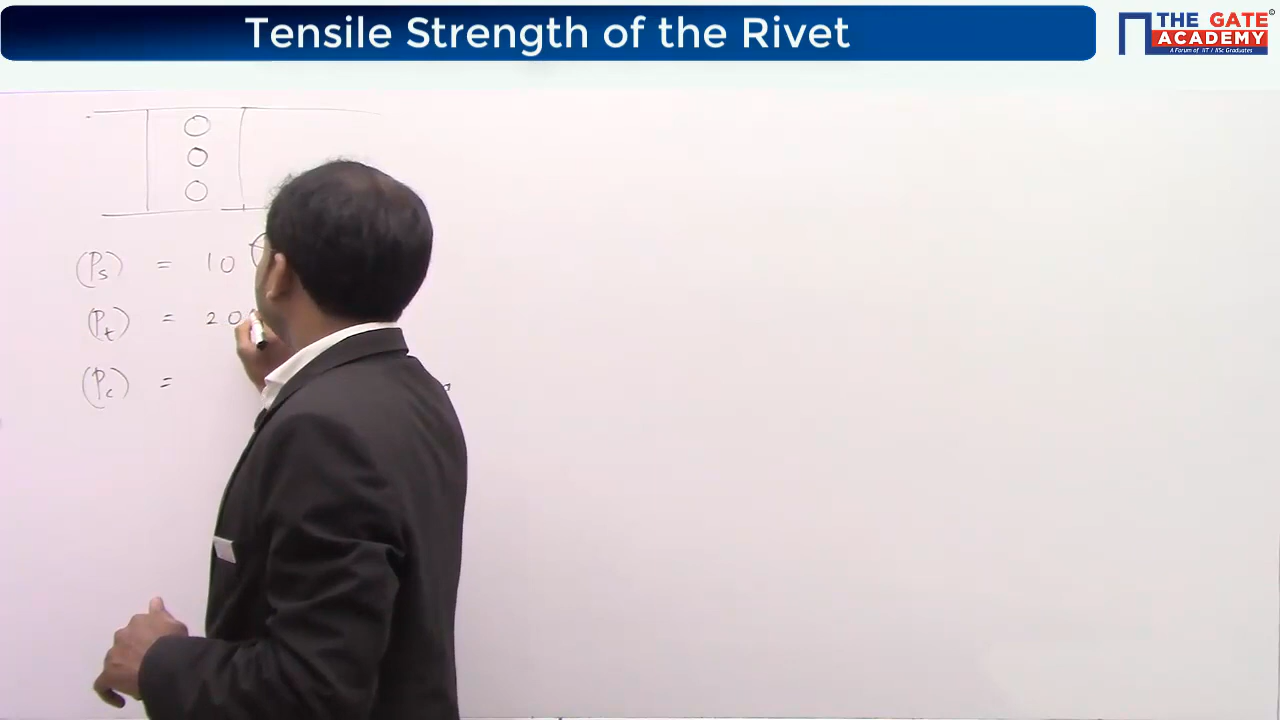 Tensile Strength of the Rivet
THE GATE
ACADEMY
A Forum of IIT / IISc Graduates
(Ps) = 10
(Pt) = 20
(Pc) =